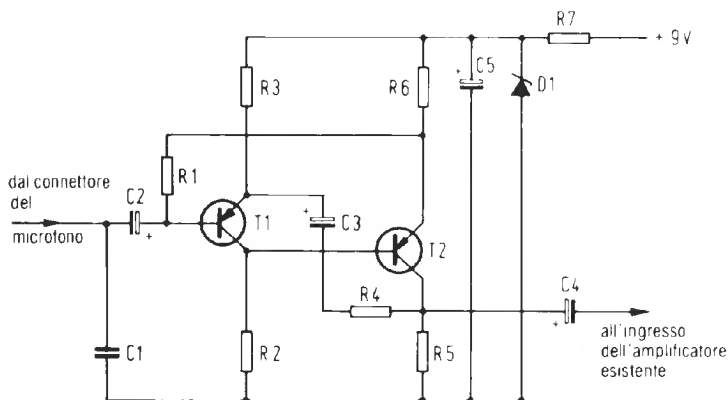 R7
+ 9V
C5
D1
R3
R6
R1
dal connettore
del
microfono
C2
+
T1
+
C3
T2
R4
C4
+
C1
R2
R5
+
all'ingresso
dell'amplificatore
esistente